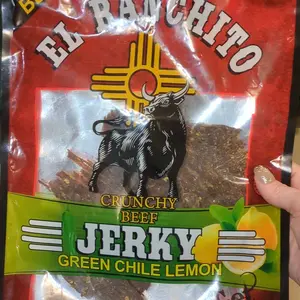 EL RANCHITO
CRUNCHY
BEEF
JERKY
GREEN CHILE LEMON